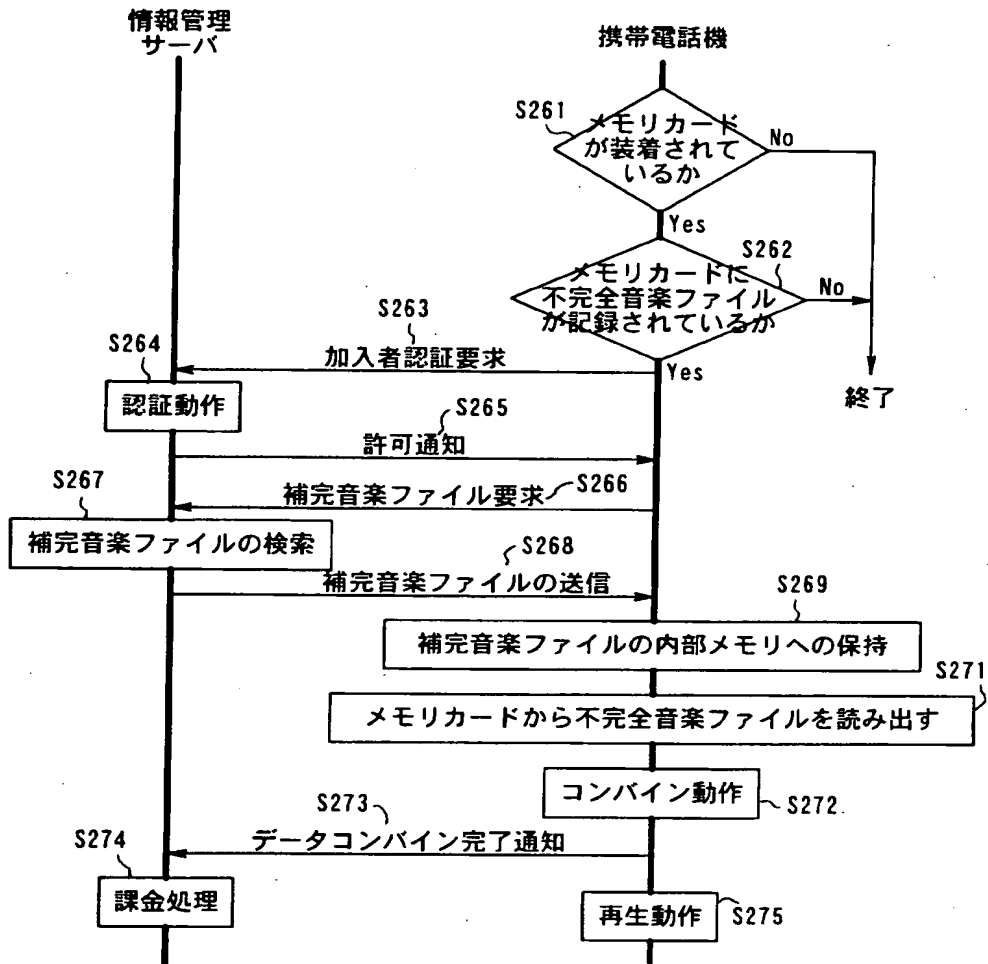 情報管理
サーバ
携帯電話機
S261
メモリカード
が装着されて
いるか
No
Yes
S262
メモリカードに
不完全音楽ファイル
が記録されているか
No
Yes
終了
S263
加入者認証要求
S264
認証動作
S265
許可通知
S266
補完音楽ファイル要求
S267
補完音楽ファイルの検索
S268
補完音楽ファイルの送信
S269
補完音楽ファイルの内部メモリへの保持
S271
メモリカードから不完全音楽ファイルを読み出す
コンバイン動作
S272
S273
データコンバイン完了通知
S274
課金処理
再生動作
S275